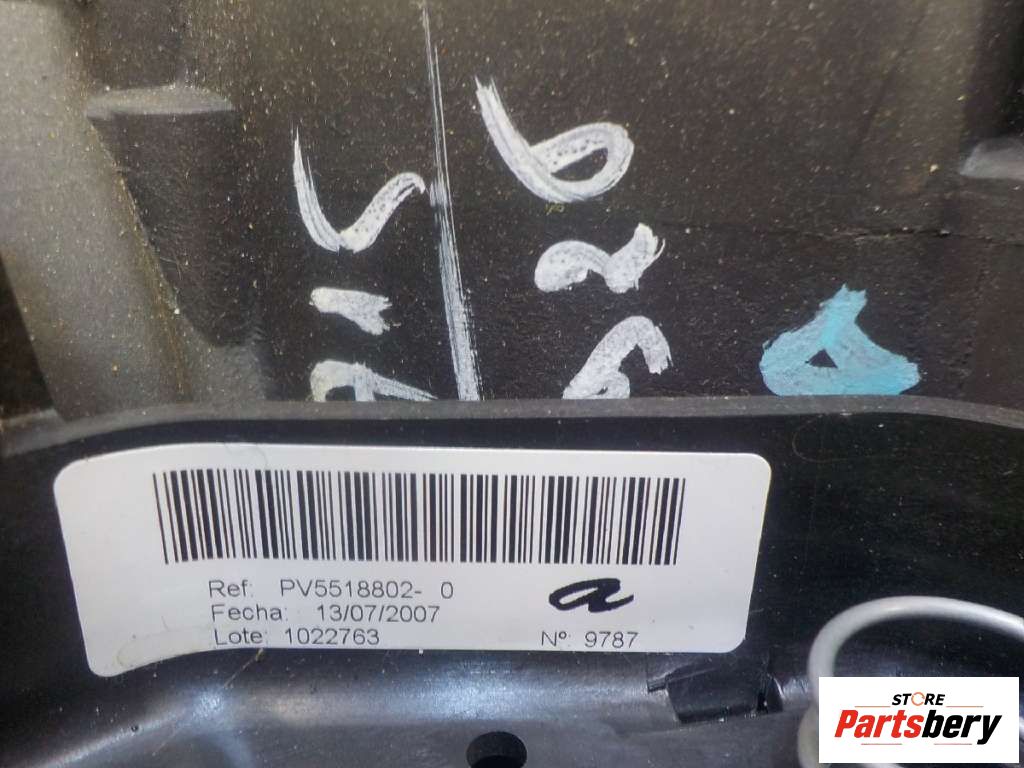 Ref: PV5518802- 0
Fecha: 13/07/2007
Lote: 1022763
a
Nº: 9787
STORE
Partsbery